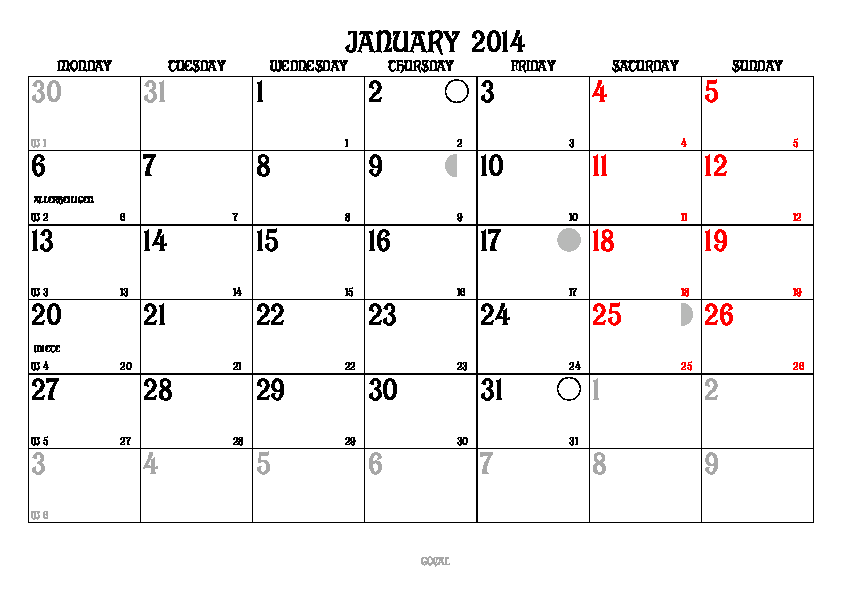 JANUARY 2014
MONDAY TUESDAY WEDNESDAY THURSDAY FRIDAY SATURDAY SUNDAY
30 31 1 2 3 4 5
W 1 1 2 3 4 5
6 7 8 9 10 11 12
ALLERHEILIGEN
W 2 6 7 8 9 10 11 12
13 14 15 16 17 18 19
W 3 13 14 15 16 17 18 19
20 21 22 23 24 25 26
MIETE
W 4 20 21 22 23 24 25 26
27 28 29 30 31 1 2
W 5 27 28 29 30 31
3 4 5 6 7 8 9
W 6
GOCAL